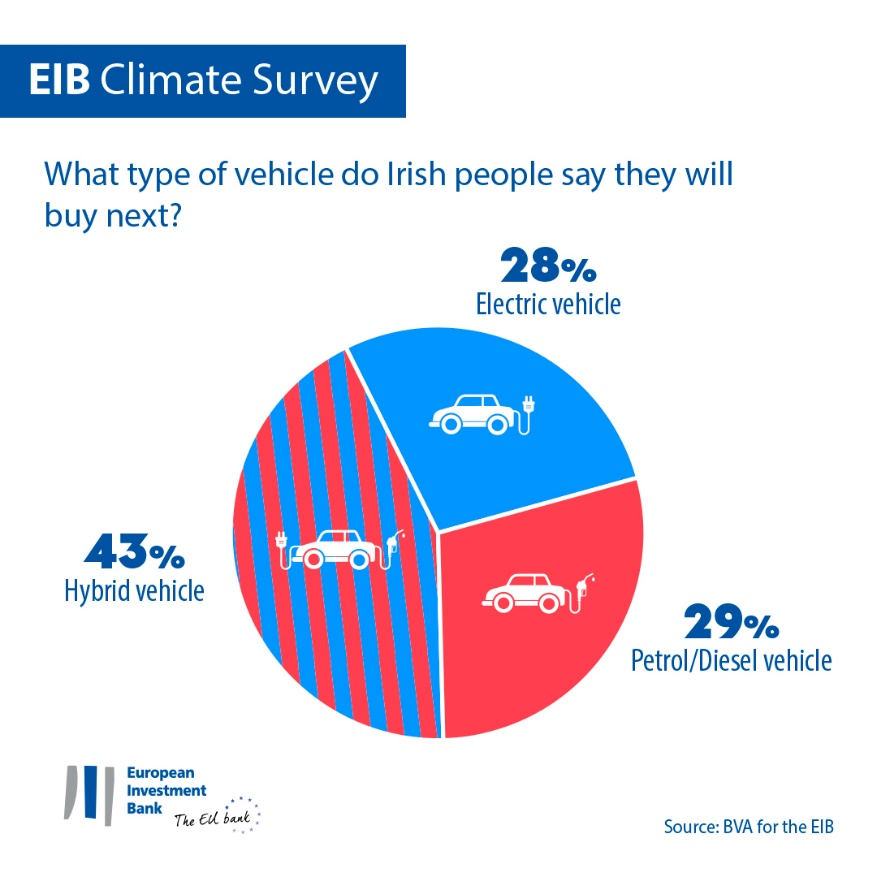 EIB Climate Survey
What type of vehicle do Irish people say they will
buy next?
28%
Electric vehicle
43%
Hybrid vehicle
29%
Petrol/Diesel vehicle
European
Investment
Bank
The EU bank
Source: BVA for the EIB